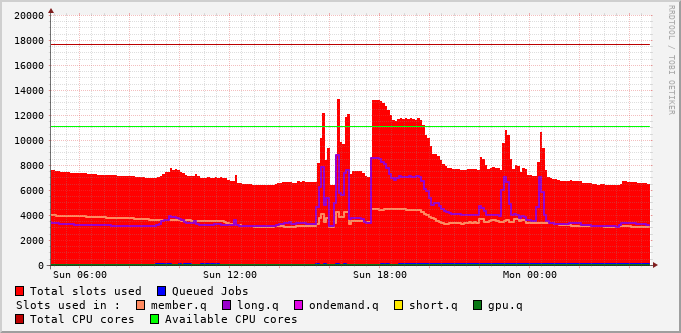 20000
18000
16000
14000
12000
10000
8000
6000
4000
2000
0
Sun 06:00 Sun 12:00 Sun 18:00 Mon 00:00
Total slots used Queued Jobs
Slots used in : member.q long.q ondemand.q short.q gpu.q
Total CPU cores Available CPU cores
RRDTOOL / TOBI OETIKER